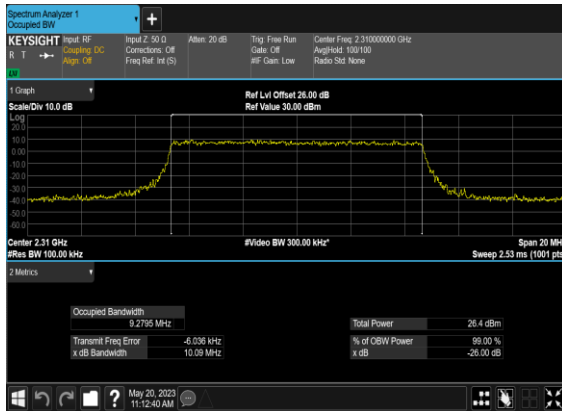 Spectrum Analyzer 1
Occupied BW
+
KEYSIGHT
R T
Input: RF
Coupling: DC
Align: Off
Input Z: 50 Ω
Corrections: Off
Freq Ref: Int (S)
Atten: 20 dB
Trig: Free Run
Gate: Off
#IF Gain: Low
Center Freq: 2.310000000 GHz
Avg|Hold: 100/100
Radio Std: None
1 Graph
Scale/Div 10.0 dB
Ref Lvl Offset 26.00 dB
Ref Value 30.00 dBm
Log
20.0
10.0
0.00
-10.0
-20.0
-30.0
-40.0
-50.0
-60.0
Center 2.31 GHz
#Res BW 100.00 kHz
#Video BW 300.00 kHz*
Span 20 MH
Sweep 2.53 ms (1001 pts
2 Metrics
Occupied Bandwidth
9.2795 MHz
Transmit Freq Error -6.036 kHz
x dB Bandwidth 10.09 MHz
Total Power 26.4 dBm
% of OBW Power 99.00 %
x dB -26.00 dB
?
May 20, 2023
11:12:40 AM